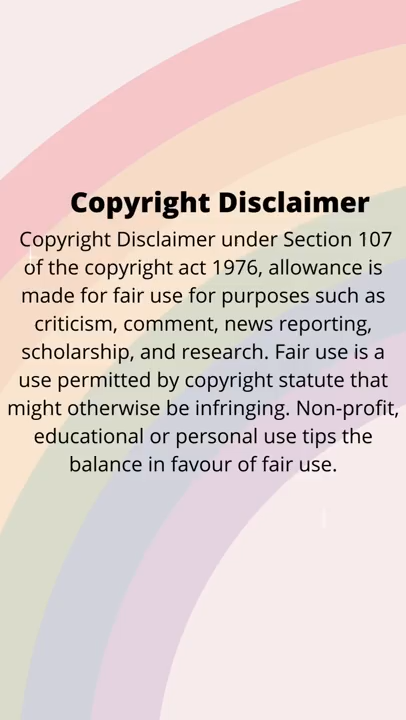 Copyright Disclaimer
Copyright Disclaimer under Section 107
of the copyright act 1976, allowance is
made for fair use for purposes such as
criticism, comment, news reporting,
scholarship, and research. Fair use is a
use permitted by copyright statute that
might otherwise be infringing. Non-profit,
educational or personal use tips the
balance in favour of fair use.